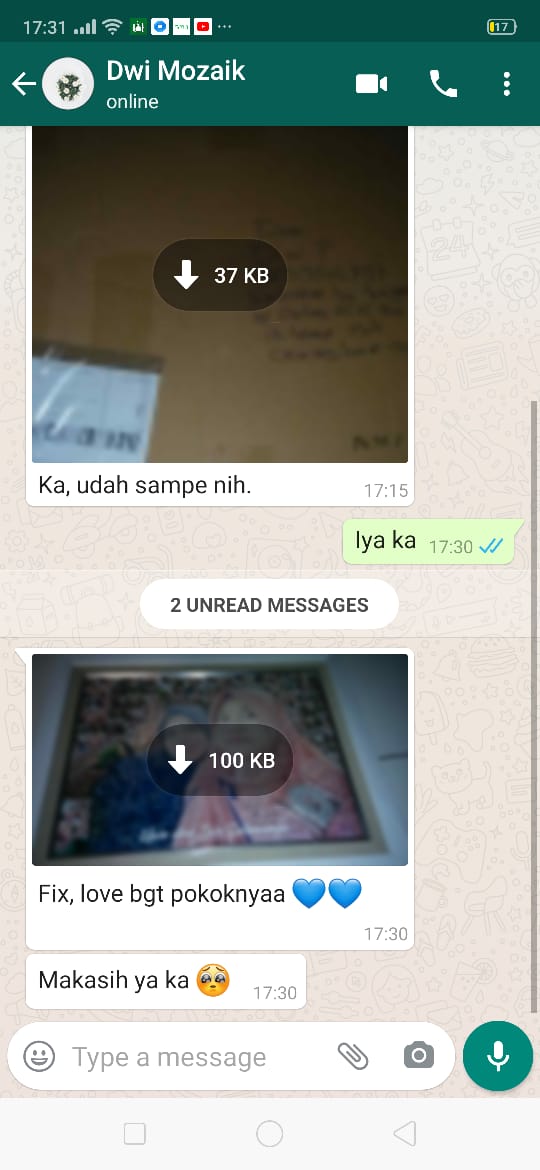 17:31
17
Dwi Mozaik
online
37 KB
Ka, udah sampe nih.
17:15
Iya ka 17:30
2 UNREAD MESSAGES
100 KB
Fix, love bgt pokoknyaa 💙💙
17:30
Makasih ya ka 🥺 17:30
Type a message